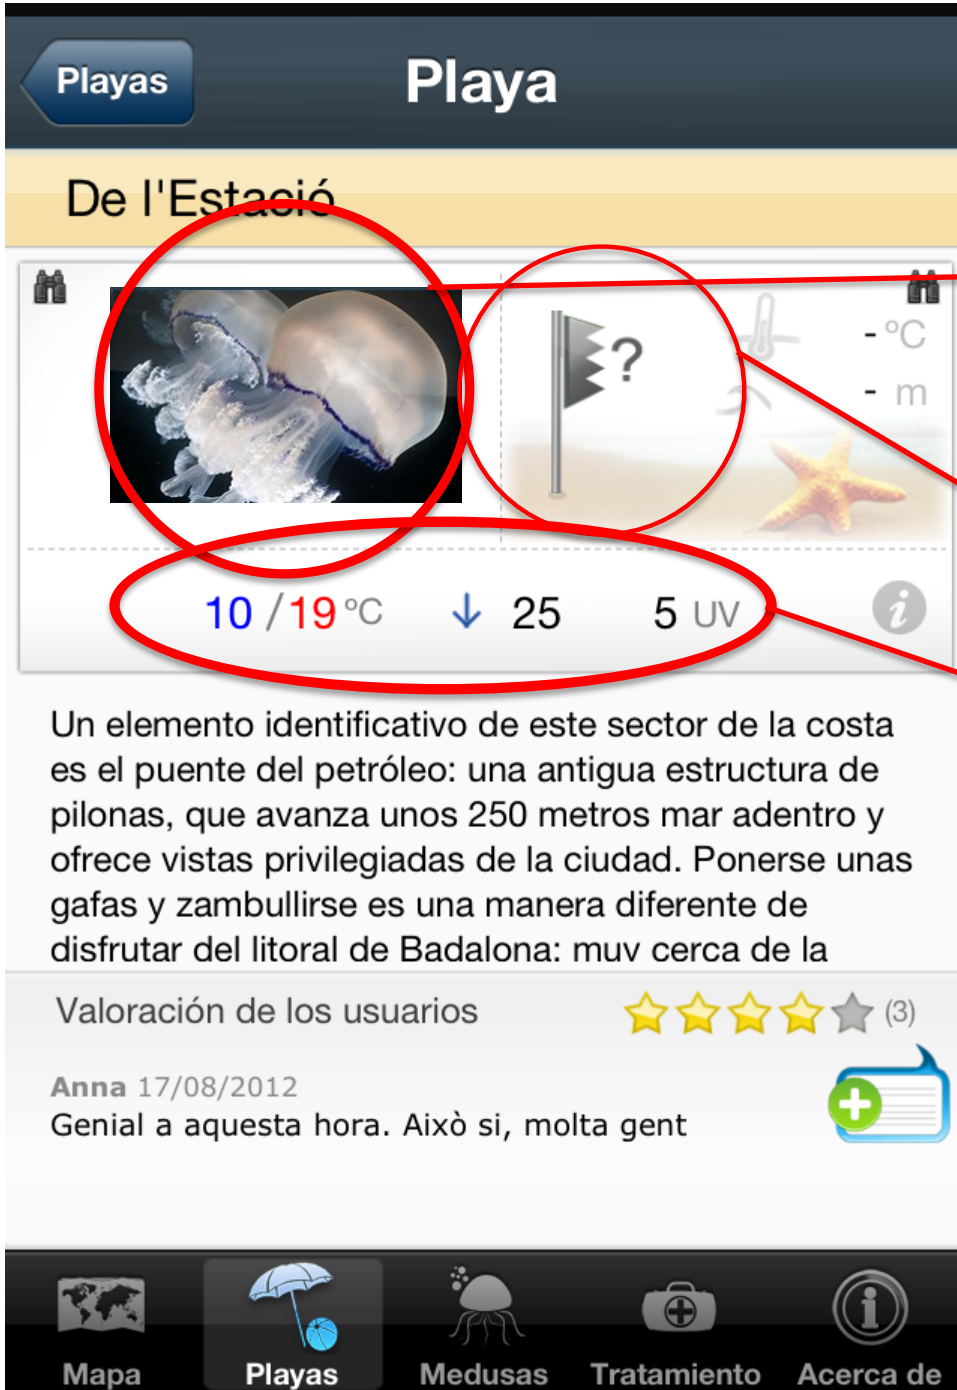 Playas
Playa
De l'Estació
?
- ºC
- m
10 / 19 ºC
25
5 UV
i
Un elemento identificativo de este sector de la costa
es el puente del petróleo: una antigua estructura de
pilonas, que avanza unos 250 metros mar adentro y
ofrece vistas privilegiadas de la ciudad. Ponerse unas
gafas y zambullirse es una manera diferente de
disfrutar del litoral de Badalona: muy cerca de la
Valoración de los usuarios (3)
Anna 17/08/2012
Genial a aquesta hora. Això si, molta gent
Mapa
Playas
Medusas
Tratamiento
Acerca de